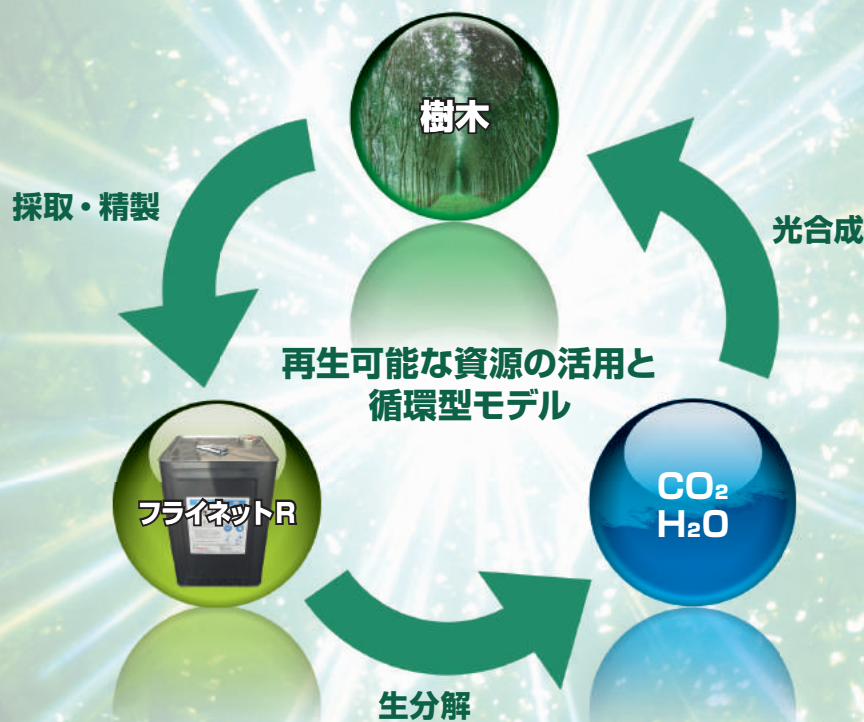 樹木
採取・精製
光合成
再生可能な資源の活用と
循環型モデル
フライネットR
CO₂
H₂O
生分解